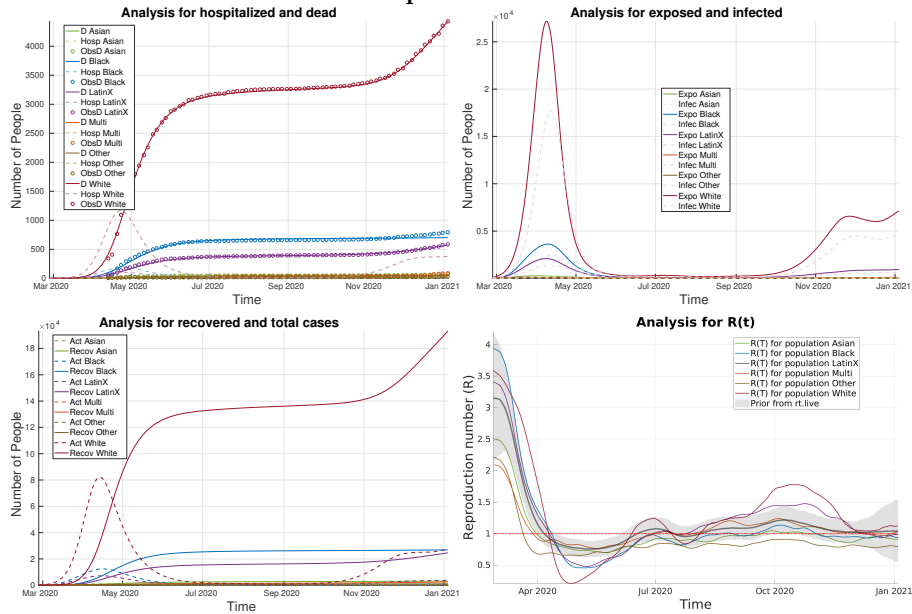 Analysis for hospitalized and dead
Number of People
4000
3500
3000
2500
2000
1500
1000
500
0
D Asian
Hosp Asian
ObsD Asian
D Black
Hosp Black
ObsD Black
D LatinX
Hosp LatinX
ObsD LatinX
D Multi
Hosp Multi
ObsD Multi
D Other
Hosp Other
ObsD Other
D White
Hosp White
ObsD White
Mar 2020 May 2020 Jul 2020 Sep 2020 Nov 2020 Jan 2021
Time
Analysis for exposed and infected
×10⁴
Number of People
2.5
2
1.5
1
0.5
0
Expo Asian
Infec Asian
Expo Black
Infec Black
Expo LatinX
Infec LatinX
Expo Multi
Infec Multi
Expo Other
Infec Other
Expo White
Infec White
Mar 2020 May 2020 Jul 2020 Sep 2020 Nov 2020 Jan 2021
Time
Analysis for recovered and total cases
×10⁴
Number of People
18
16
14
12
10
8
6
4
2
0
Act Asian
Recov Asian
Act Black
Recov Black
Act LatinX
Recov LatinX
Act Multi
Recov Multi
Act Other
Recov Other
Act White
Recov White
Mar 2020 May 2020 Jul 2020 Sep 2020 Nov 2020 Jan 2021
Time
Analysis for R(t)
Reproduction number (R)
4
3.5
3
2.5
2
1.5
1
0.5
R(T) for population Asian
R(T) for population Black
R(T) for population LatinX
R(T) for population Multi
R(T) for population Other
R(T) for population White
Prior from rt.live
Apr 2020 Jul 2020 Oct 2020 Jan 2021
Time